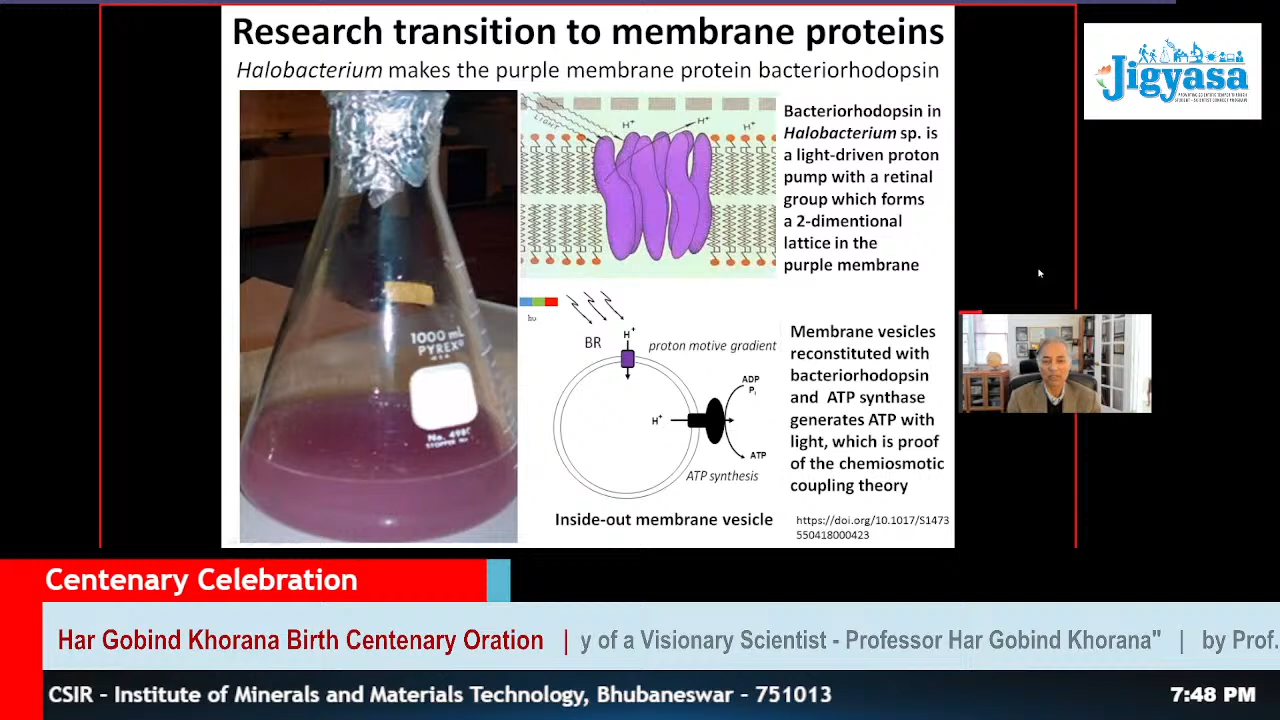 Research transition to membrane proteins
Halobacterium makes the purple membrane protein bacteriorhodopsin
Jigyasa
1000 mL
PYREX®
No. 4980
LIGHT
H+
H+
H+
Bacteriorhodopsin in
Halobacterium sp. is
a light-driven proton
pump with a retinal
group which forms
a 2-dimentional
lattice in the
purple membrane
hυ
BR
H+
proton motive gradient
ADP
Pi
H+
ATP
ATP synthesis
Inside-out membrane vesicle
Membrane vesicles
reconstituted with
bacteriorhodopsin
and ATP synthase
generates ATP with
light, which is proof
of the chemiosmotic
coupling theory
https://doi.org/10.1017/S1473
550418000423
Centenary Celebration
Har Gobind Khorana Birth Centenary Oration | y of a Visionary Scientist - Professor Har Gobind Khorana" | by Prof.
CSIR - Institute of Minerals and Materials Technology, Bhubaneswar - 751013
7:48 PM